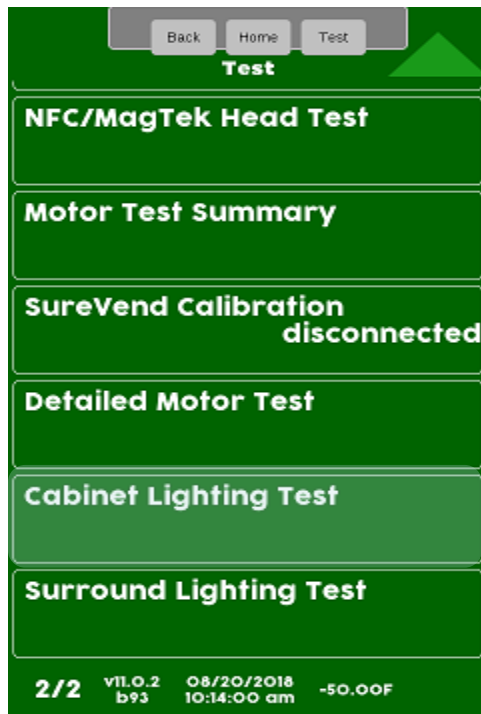 Back Home Test
Test
NFC/MagTek Head Test
Motor Test Summary
SureVend Calibration
disconnected
Detailed Motor Test
Cabinet Lighting Test
Surround Lighting Test
2/2 v11.0.2 08/20/2018 -50.00F
b93 10:14:00 am